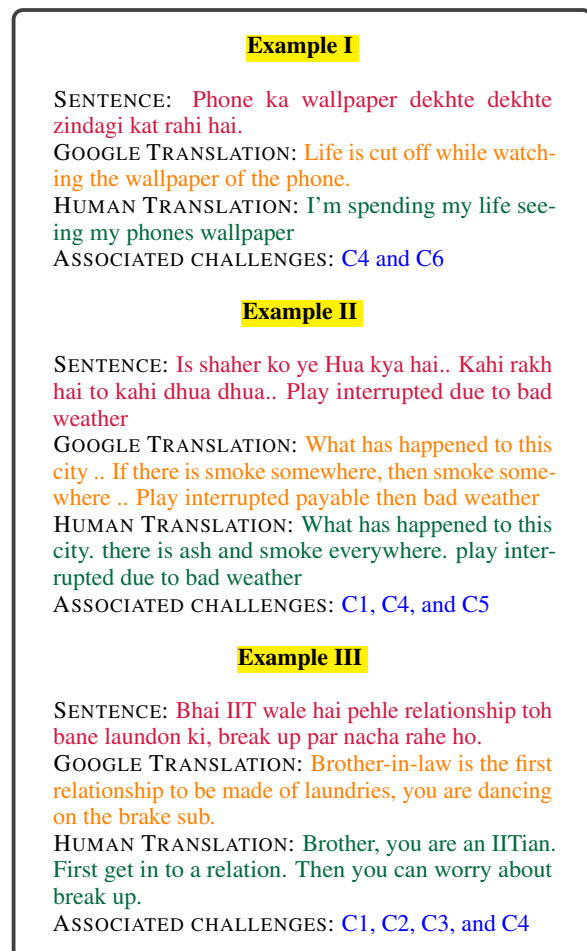 Example I
SENTENCE: Phone ka wallpaper dekhte dekhte
zindagi kat rahi hai.
GOOGLE TRANSLATION: Life is cut off while watch-
ing the wallpaper of the phone.
HUMAN TRANSLATION: I'm spending my life see-
ing my phones wallpaper
ASSOCIATED CHALLENGES: C4 and C6
Example II
SENTENCE: Is shaher ko ye Hua kya hai.. Kahi rakh
hai to kahi dhua dhua.. Play interrupted due to bad
weather
GOOGLE TRANSLATION: What has happened to this
city .. If there is smoke somewhere, then smoke some-
where .. Play interrupted payable then bad weather
HUMAN TRANSLATION: What has happened to this
city. there is ash and smoke everywhere. play inter-
rupted due to bad weather
ASSOCIATED CHALLENGES: C1, C4, and C5
Example III
SENTENCE: Bhai IIT wale hai pehle relationship toh
bane laundon ki, break up par nacha rahe ho.
GOOGLE TRANSLATION: Brother-in-law is the first
relationship to be made of laundries, you are dancing
on the brake sub.
HUMAN TRANSLATION: Brother, you are an IITian.
First get in to a relation. Then you can worry about
break up.
ASSOCIATED CHALLENGES: C1, C2, C3, and C4